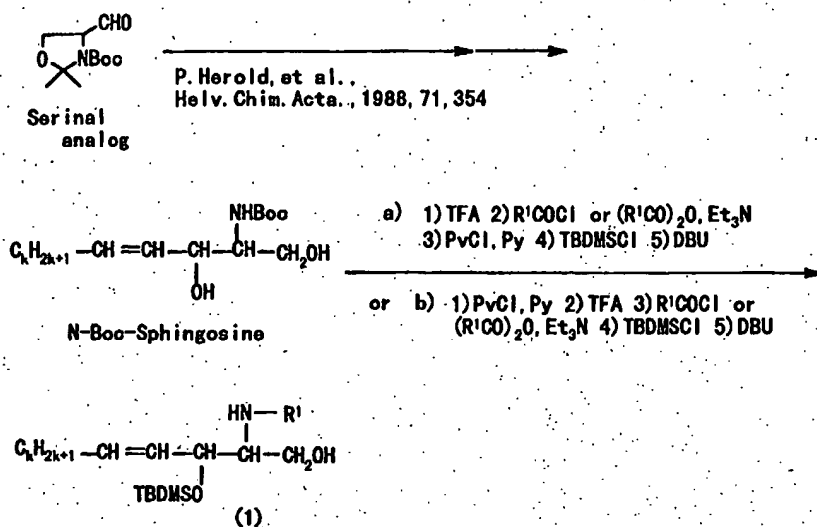 CHO
O NBoc
Serinal
analog
P. Herold, et al.,
Helv. Chim. Acta., 1988, 71, 354
NHBoc
CkH2k+1—CH=CH—CH—CH—CH2OH
OH
N-Boc-Sphingosine
a) 1) TFA 2) R¹COCl or (R¹CO)2O, Et3N
3) PvCl, Py 4) TBDMSCl 5) DBU
or b) 1) PvCl, Py 2) TFA 3) R¹COCl or
(R¹CO)2O, Et3N 4) TBDMSCl 5) DBU
HN—R¹
CkH2k+1—CH=CH—CH—CH—CH2OH
TBDMSO
(1)